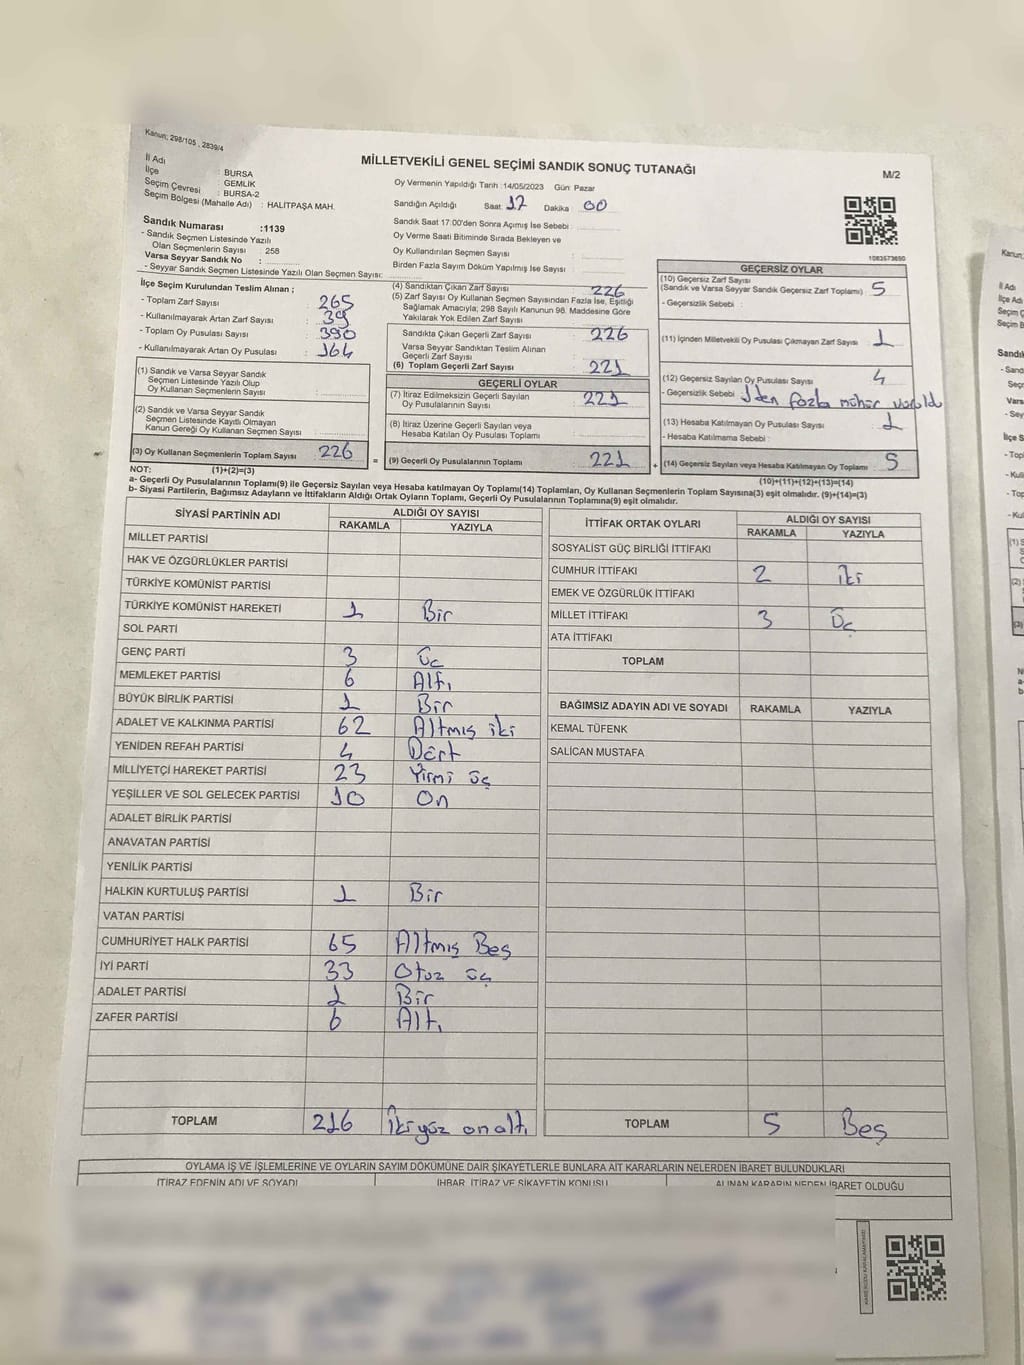 Kanun; 298/105 , 2839/4
MİLLETVEKİLİ GENEL SEÇİMİ SANDIK SONUÇ TUTANAĞI
M/2
İl Adı : BURSA
İlçe : GEMLİK
Seçim Çevresi : BURSA-2
Seçim Bölgesi (Mahalle Adı) : HALİTPAŞA MAH.
Sandık Numarası :1139
- Sandık Seçmen Listesinde Yazılı
Olan Seçmenlerin Sayısı : 258
Varsa Seyyar Sandık No :
- Seyyar Sandık Seçmen Listesinde Yazılı Olan Seçmen Sayısı:
Oy Vermenin Yapıldığı Tarih :14/05/2023 Gün: Pazar
Sandığın Açıldığı Saat: 17 Dakika 00
Sandık Saat 17:00'den Sonra Açımış İse Sebebi :
Oy Verme Saati Bitiminde Sırada Bekleyen ve
Oy Kullandırılan Seçmen Sayısı :
Birden Fazla Sayım Döküm Yapılmış İse Sayısı :
1083573690
İlçe Seçim Kurulundan Teslim Alınan ;
- Toplam Zarf Sayısı : 265
- Kullanılmayarak Artan Zarf Sayısı : 39
- Toplam Oy Pusulası Sayısı : 390
- Kullanılmayarak Artan Oy Pusulası : 164
(1) Sandık ve Varsa Seyyar Sandık
Seçmen Listesinde Yazılı Olup
Oy Kullanan Seçmenlerin Sayısı :
(2) Sandık ve Varsa Seyyar Sandık
Seçmen Listesinde Kayıtlı Olmayan
Kanun Gereği Oy Kullanan Seçmen Sayısı :
(3) Oy Kullanan Seçmenlerin Toplam Sayısı : 226
(4) Sandıktan Çıkan Zarf Sayısı : 226
(5) Zarf Sayısı Oy Kullanan Seçmen Sayısından Fazla İse, Eşitliği
Sağlamak Amacıyla; 298 Sayılı Kanunun 98. Maddesine Göre
Yakılarak Yok Edilen Zarf Sayısı :
Sandıkta Çıkan Geçerli Zarf Sayısı : 226
Varsa Seyyar Sandıktan Teslim Alınan
Geçerli Zarf Sayısı :
(6) Toplam Geçerli Zarf Sayısı : 221
GEÇERLİ OYLAR
(7) İtiraz Edilmeksizin Geçerli Sayılan
Oy Pusulalarının Sayısı : 221
(8) İtiraz Üzerine Geçerli Sayılan veya
Hesaba Katılan Oy Pusulası Toplamı :
= (9) Geçerli Oy Pusulalarının Toplamı : 221
GEÇERSİZ OYLAR
(10) Geçersiz Zarf Sayısı
(Sandık ve Varsa Seyyar Sandık Geçersiz Zarf Toplamı) : 5
- Geçersizlik Sebebi :
(11) İçinden Milletvekili Oy Pusulası Çıkmayan Zarf Sayısı : 1
(12) Geçersiz Sayılan Oy Pusulası Sayısı : 4
- Geçersizlik Sebebi 1den fazla mühür vuruldu
(13) Hesaba Katılmayan Oy Pusulası Sayısı : 1
- Hesaba Katılmama Sebebi :
+ (14) Geçersiz Sayılan veya Hesaba Katılmayan Oy Toplamı : 5
NOT: (1)+(2)=(3)
(10)+(11)+(12)+(13)=(14)
a- Geçerli Oy Pusulalarının Toplamı(9) ile Geçersiz Sayılan veya Hesaba katılmayan Oy Toplamı(14) Toplamları, Oy Kullanan Seçmenlerin Toplam Sayısına(3) eşit olmalıdır. (9)+(14)=(3)
b- Siyasi Partilerin, Bağımsız Adayların ve İttifakların Aldığı Ortak Oyların Toplamı, Geçerli Oy Pusulalarının Toplamına(9) eşit olmalıdır.
SİYASİ PARTİNİN ADI ALDIĞI OY SAYISI
RAKAMLA YAZIYLA
MİLLET PARTİSİ
HAK VE ÖZGÜRLÜKLER PARTİSİ
TÜRKİYE KOMÜNİST PARTİSİ
TÜRKİYE KOMÜNİST HAREKETİ 1 Bir
SOL PARTİ
GENÇ PARTİ 3 Üç
MEMLEKET PARTİSİ 6 Altı
BÜYÜK BİRLİK PARTİSİ 1 Bir
ADALET VE KALKINMA PARTİSİ 62 Altmış iki
YENİDEN REFAH PARTİSİ 4 Dört
MİLLİYETÇİ HAREKET PARTİSİ 23 Yirmi üç
YEŞİLLER VE SOL GELECEK PARTİSİ 10 On
ADALET BİRLİK PARTİSİ
ANAVATAN PARTİSİ
YENİLİK PARTİSİ
HALKIN KURTULUŞ PARTİSİ 1 Bir
VATAN PARTİSİ
CUMHURİYET HALK PARTİSİ 65 Altmış Beş
İYİ PARTİ 33 Otuz üç
ADALET PARTİSİ 1 Bir
ZAFER PARTİSİ 6 Altı
TOPLAM 216 İkiyüz onaltı
İTTİFAK ORTAK OYLARI ALDIĞI OY SAYISI
RAKAMLA YAZIYLA
SOSYALİST GÜÇ BİRLİĞİ İTTİFAKI
CUMHUR İTTİFAKI 2 İki
EMEK VE ÖZGÜRLÜK İTTİFAKI
MİLLET İTTİFAKI 3 Üç
ATA İTTİFAKI
TOPLAM
BAĞIMSIZ ADAYIN ADI VE SOYADI RAKAMLA YAZIYLA
KEMAL TÜFENK
SALİCAN MUSTAFA
TOPLAM 5 Beş
OYLAMA İŞ VE İŞLEMLERİNE VE OYLARIN SAYIM DÖKÜMÜNE DAİR ŞİKAYETLERLE BUNLARA AİT KARARLARIN NELERDEN İBARET BULUNDUKLARI
İTİRAZ EDENİN ADI VE SOYADI İHBAR, İTİRAZ VE ŞİKAYETİN KONUSU ALINAN KARARIN NEDEN İBARET OLDUĞU